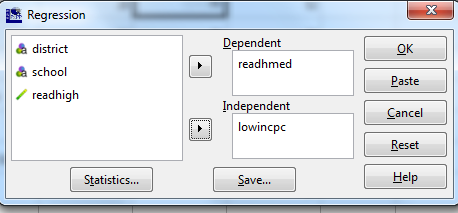 Regression
district
school
readhigh
Dependent
readhmed
Independent
lowincpc
OK
Paste
Cancel
Reset
Help
Statistics...
Save...